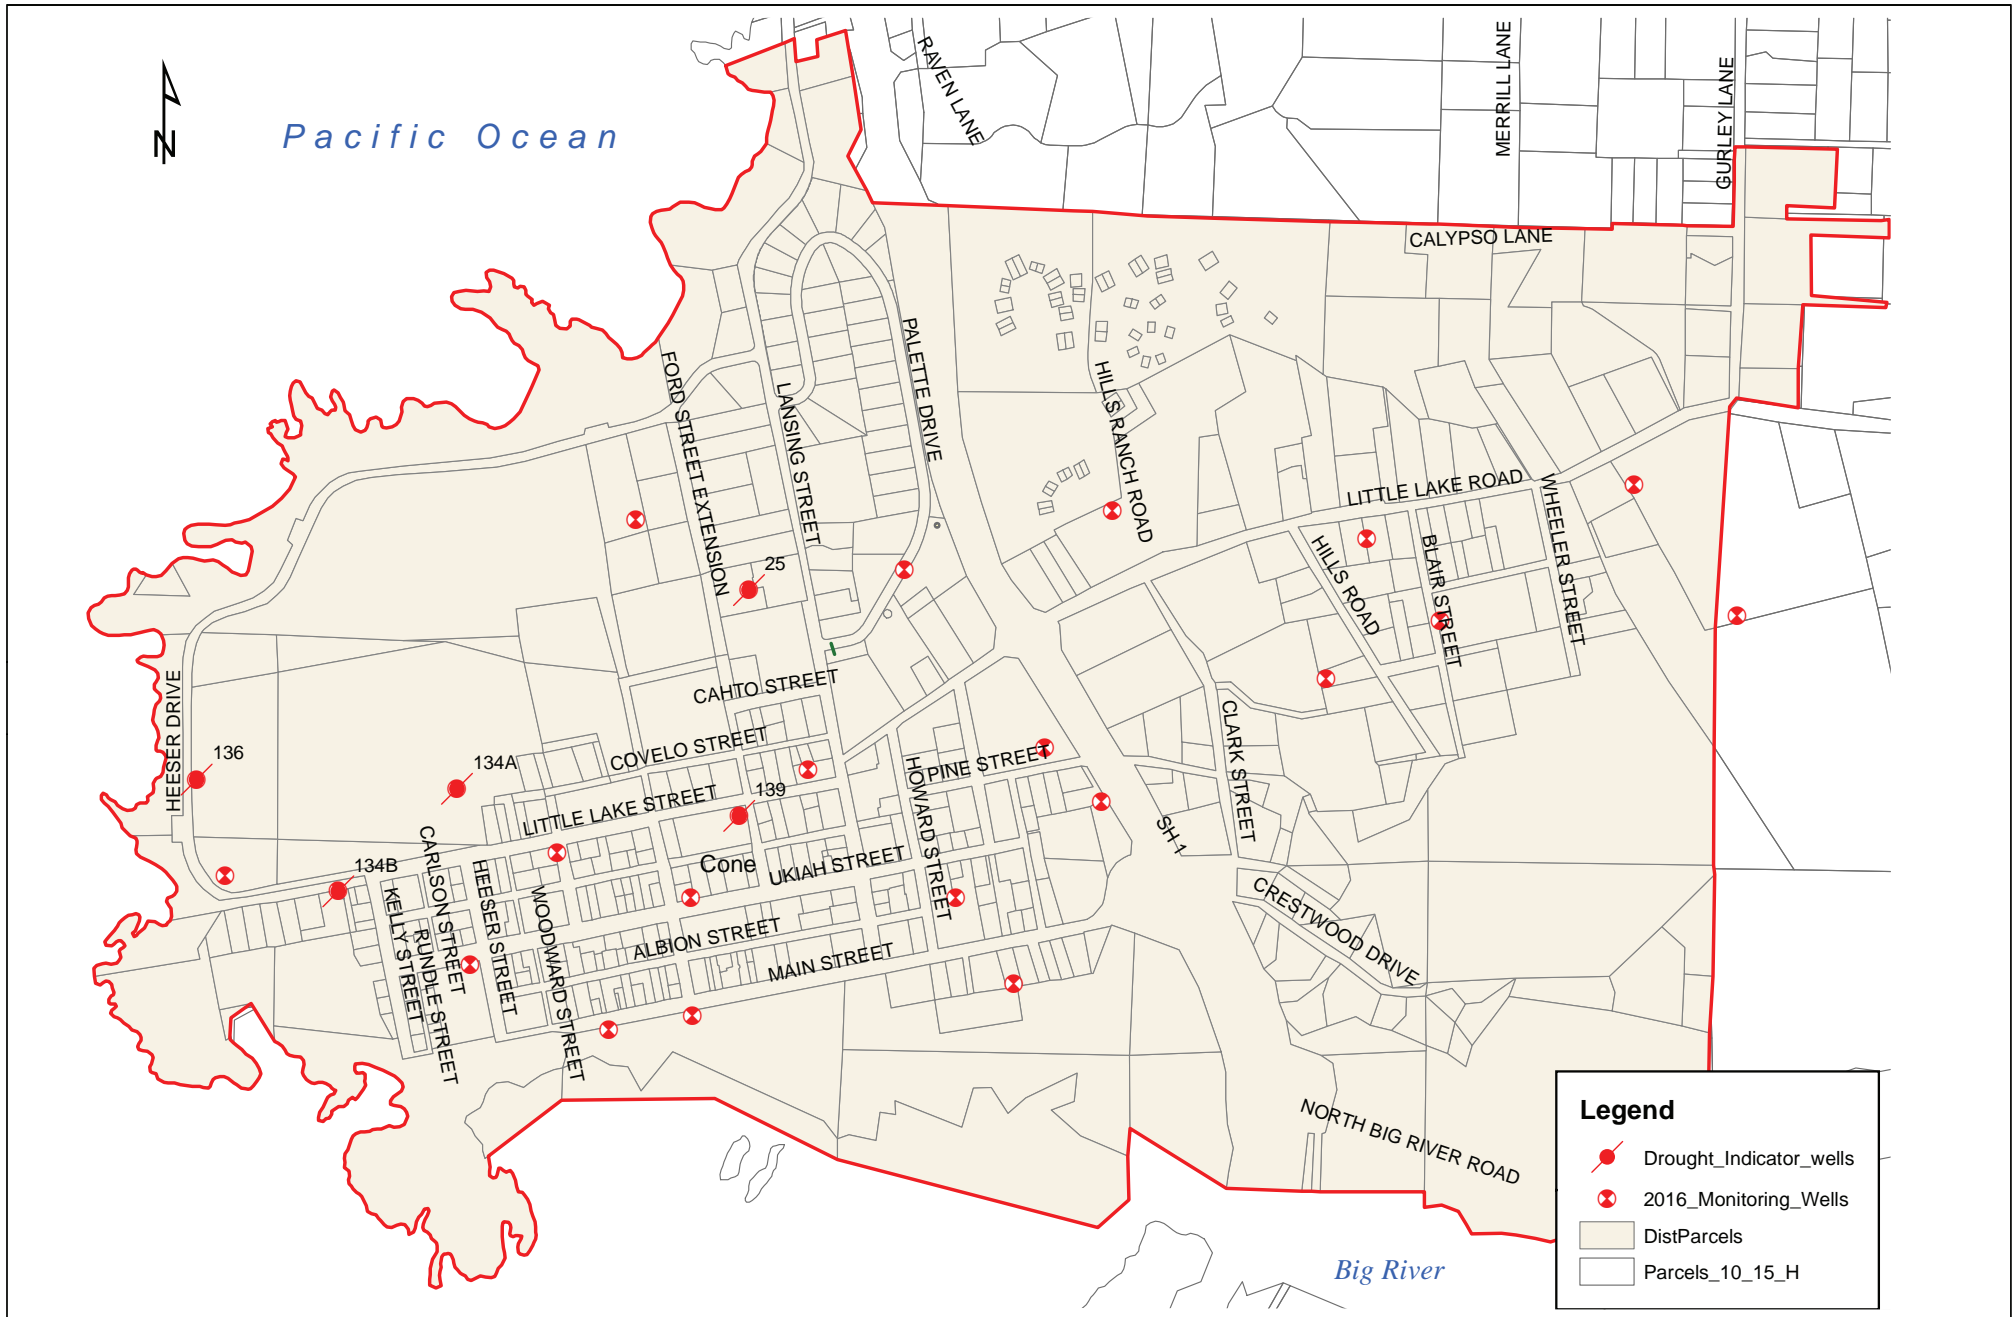 RAVEN LANE
MERRILL LANE
GURLEY LANE
N
Pacific Ocean
CALYPSO LANE
PALETTE DRIVE
FORD STREET EXTENSION
LANSING STREET
HILLS RANCH ROAD
LITTLE LAKE ROAD
WHEELER STREET
BLAIR STREET
HILLS ROAD
25
CAHTO STREET
HEESER DRIVE
136
134A
COVELO STREET
LITTLE LAKE STREET
139
PINE STREET
HOWARD STREET
CLARK STREET
SH 1
134B
Cone
UKIAH STREET
CARLSON STREET
HEESER STREET
KELLY STREET
RUNDLE STREET
WOODWARD STREET
ALBION STREET
MAIN STREET
CRESTWOOD DRIVE
NORTH BIG RIVER ROAD
Big River
Legend
Drought_Indicator_wells
2016_Monitoring_Wells
DistParcels
Parcels_10_15_H